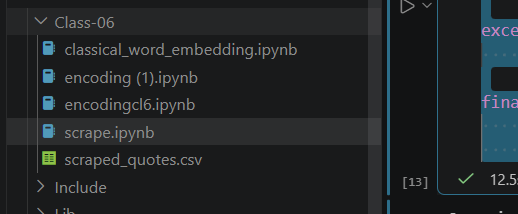 Class-06
classical_word_embedding.ipynb
encoding (1).ipynb
encodingcl6.ipynb
scrape.ipynb
scraped_quotes.csv
Include
Lib
exce
fina
[13]
12.5